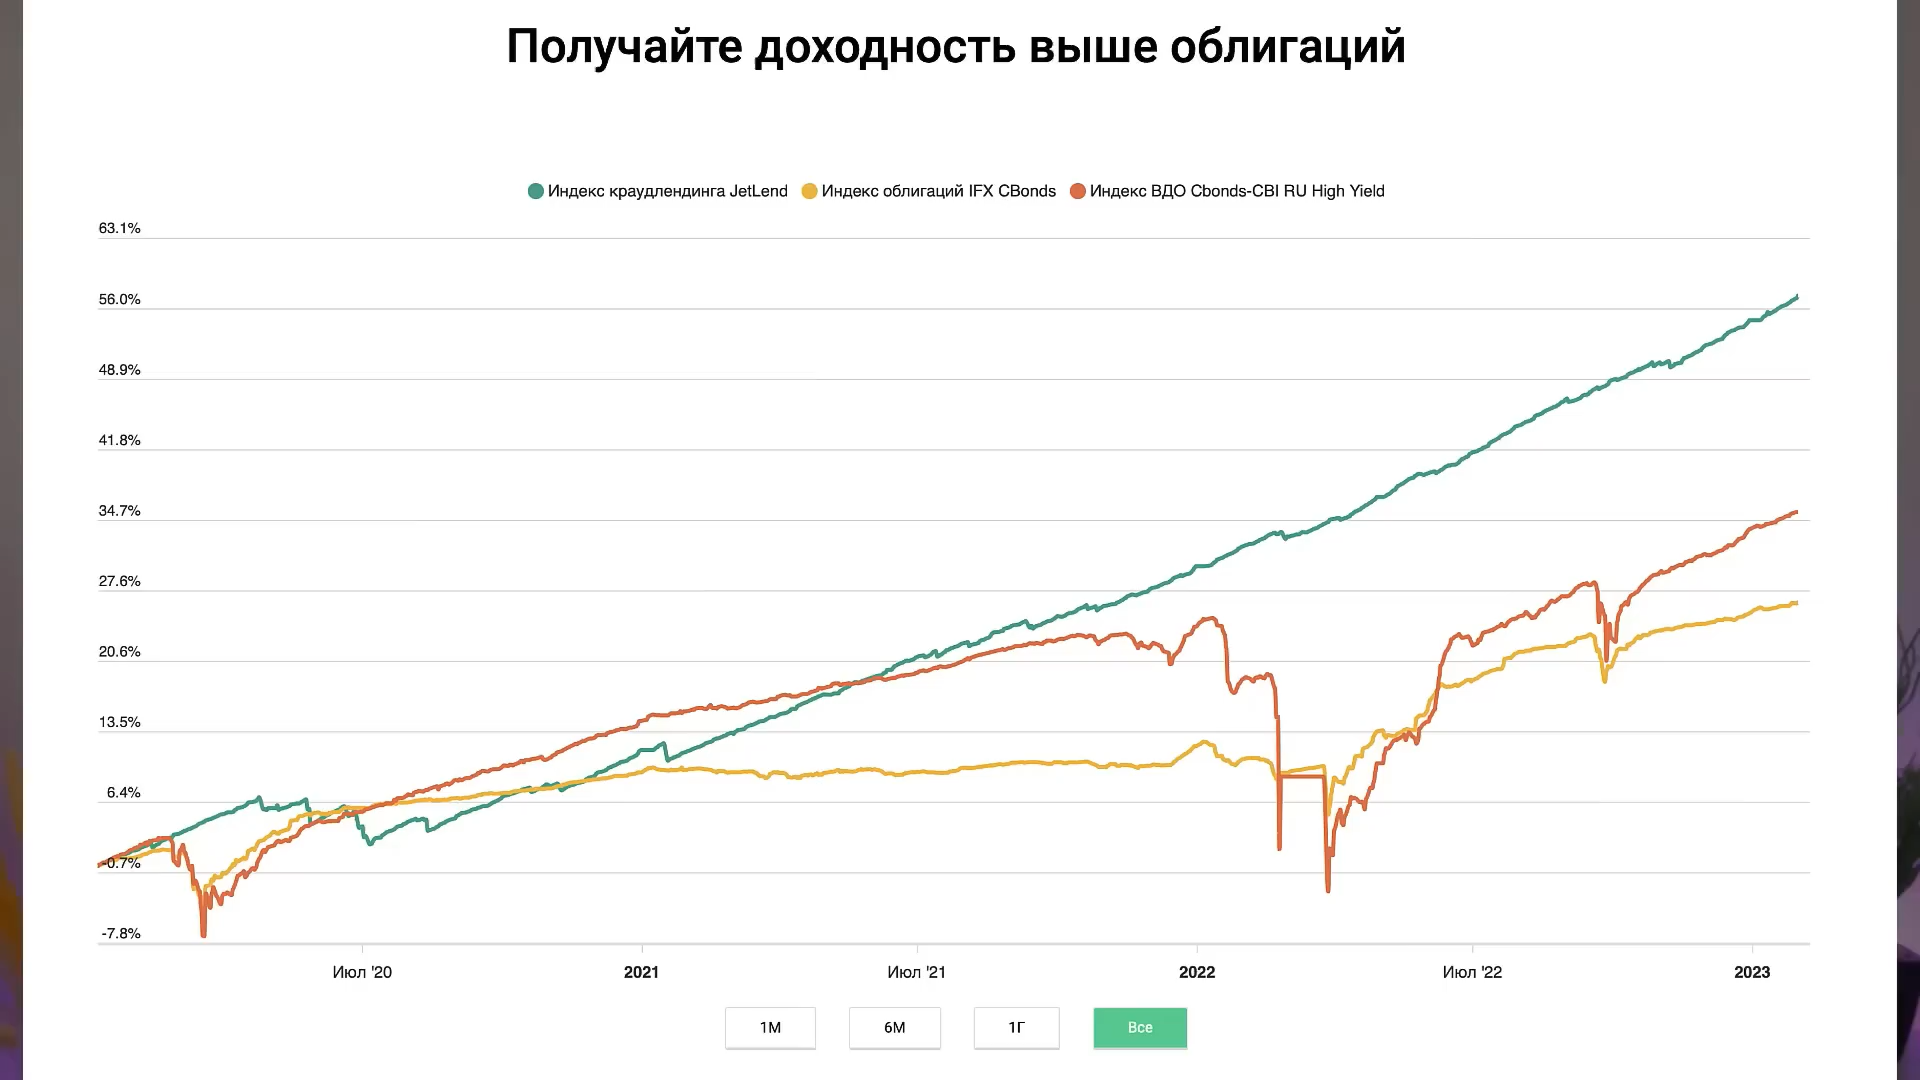 Получайте доходность выше облигаций
Индекс краудлендинга JetLend Индекс облигаций IFX CBonds Индекс ВДО Cbonds-CBI RU High Yield
63.1%
56.0%
48.9%
41.8%
34.7%
27.6%
20.6%
13.5%
6.4%
-0.7%
-7.8%
Июл '20 2021 Июл '21 2022 Июл '22 2023
1М 6М 1Г Все